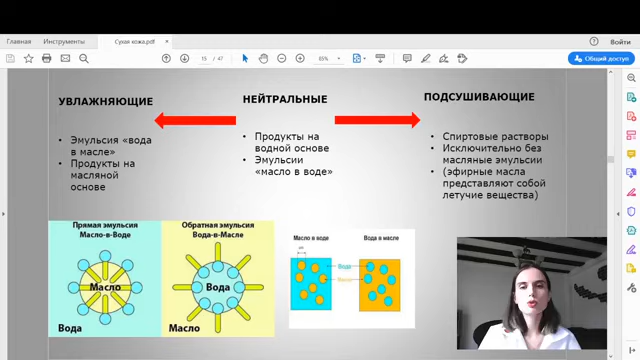 Главная
Инструменты
Сухая кожа.pdf
×
Войти
15 / 47
85%
Общий доступ
УВЛАЖНЯЮЩИЕ
НЕЙТРАЛЬНЫЕ
ПОДСУШИВАЮЩИЕ
• Эмульсия «вода
в масле»
• Продукты на
масляной
основе
• Продукты на
водной основе
• Эмульсии
«масло в воде»
• Спиртовые растворы
• Исключительно без
масляные эмульсии
• (эфирные масла
представляют собой
летучие вещества)
Прямая эмульсия
Масло-в-Воде
Масло
Вода
Обратная эмульсия
Вода-в-Масле
Вода
Масло
Масло в воде
Вода в масле
Вода
Масло